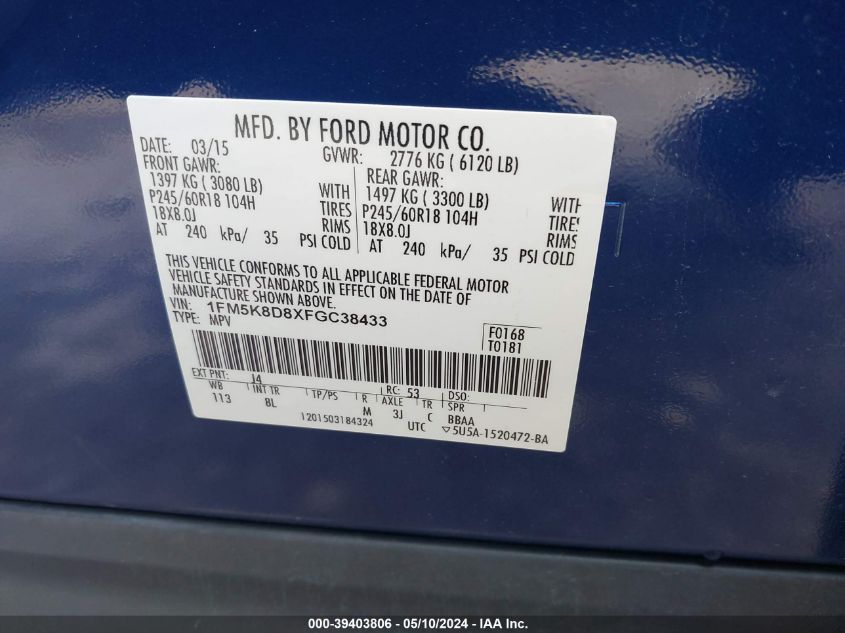 MFD. BY FORD MOTOR CO.
DATE: 03/15 GVWR: 2776 KG ( 6120 LB)
FRONT GAWR: REAR GAWR:
1397 KG ( 3080 LB) WITH 1497 KG ( 3300 LB) WITH
P245/60R18 104H TIRES P245/60R18 104H TIRES
18X8.0J RIMS 18X8.0J RIMS
AT 240 kPa/ 35 PSI COLD AT 240 kPa/ 35 PSI COLD
THIS VEHICLE CONFORMS TO ALL APPLICABLE FEDERAL MOTOR
VEHICLE SAFETY STANDARDS IN EFFECT ON THE DATE OF
MANUFACTURE SHOWN ABOVE.
VIN: 1FM5K8D8XFGC38433
TYPE: MPV
F0168
T0181
EXT PNT: J4 RC: 53 DSO:
WB INT TR TP/PS R AXLE TR SPR
113 BL M 3J C BBAA
1201503184324 UTC ▽5U5A-1520472-BA
000-39403806 - 05/10/2024 - IAA Inc.